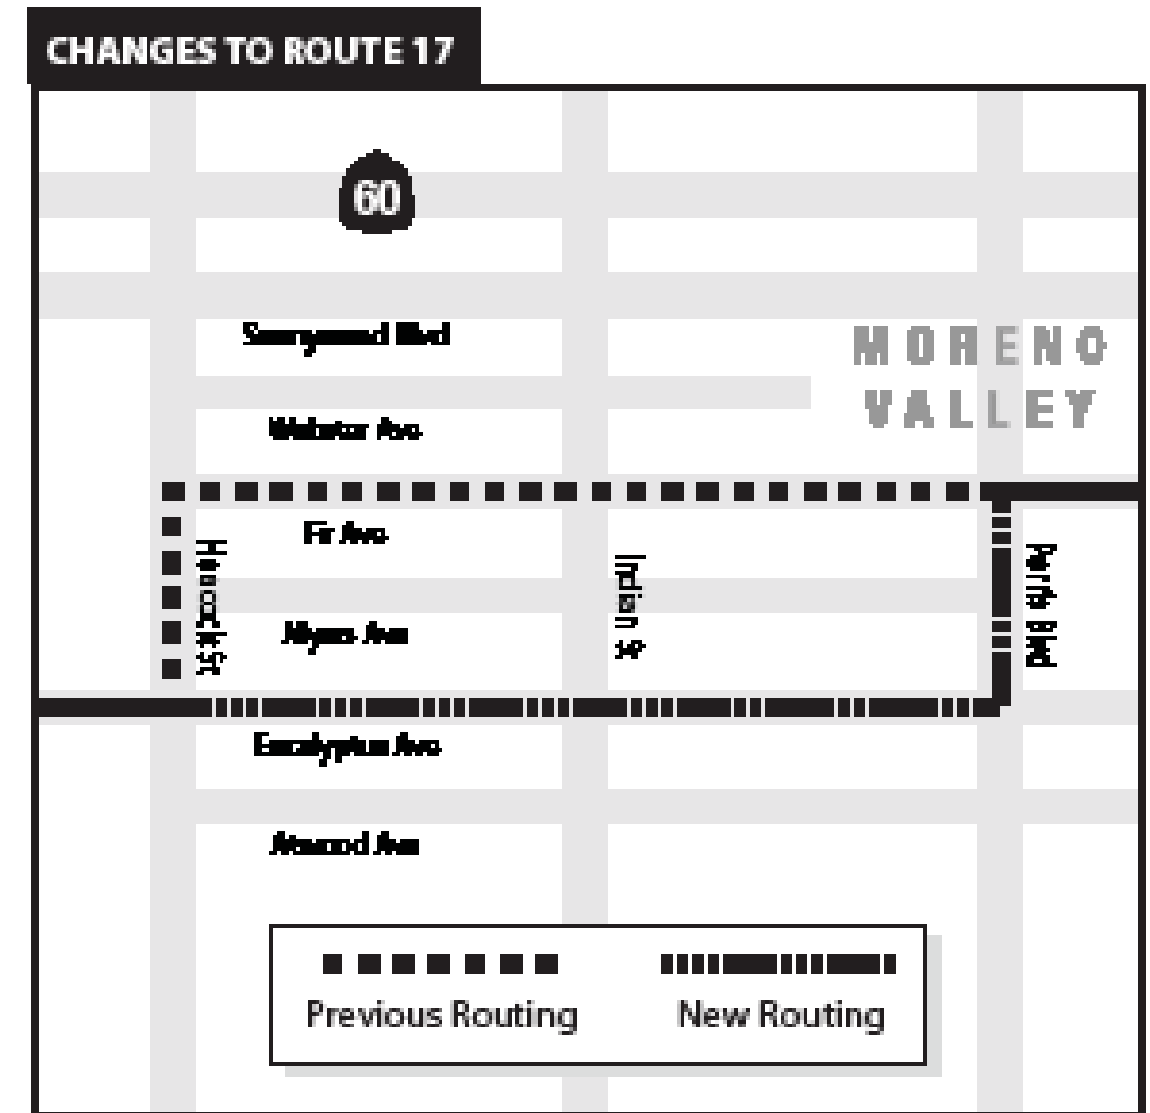 CHANGES TO ROUTE 17
60
Sunnymead Blvd
MORENO
VALLEY
Webster Ave
Fir Ave
Heacock St
Indian St
Perris Blvd
Myers Ave
Eucalyptus Ave
Atwood Ave
Previous Routing
New Routing